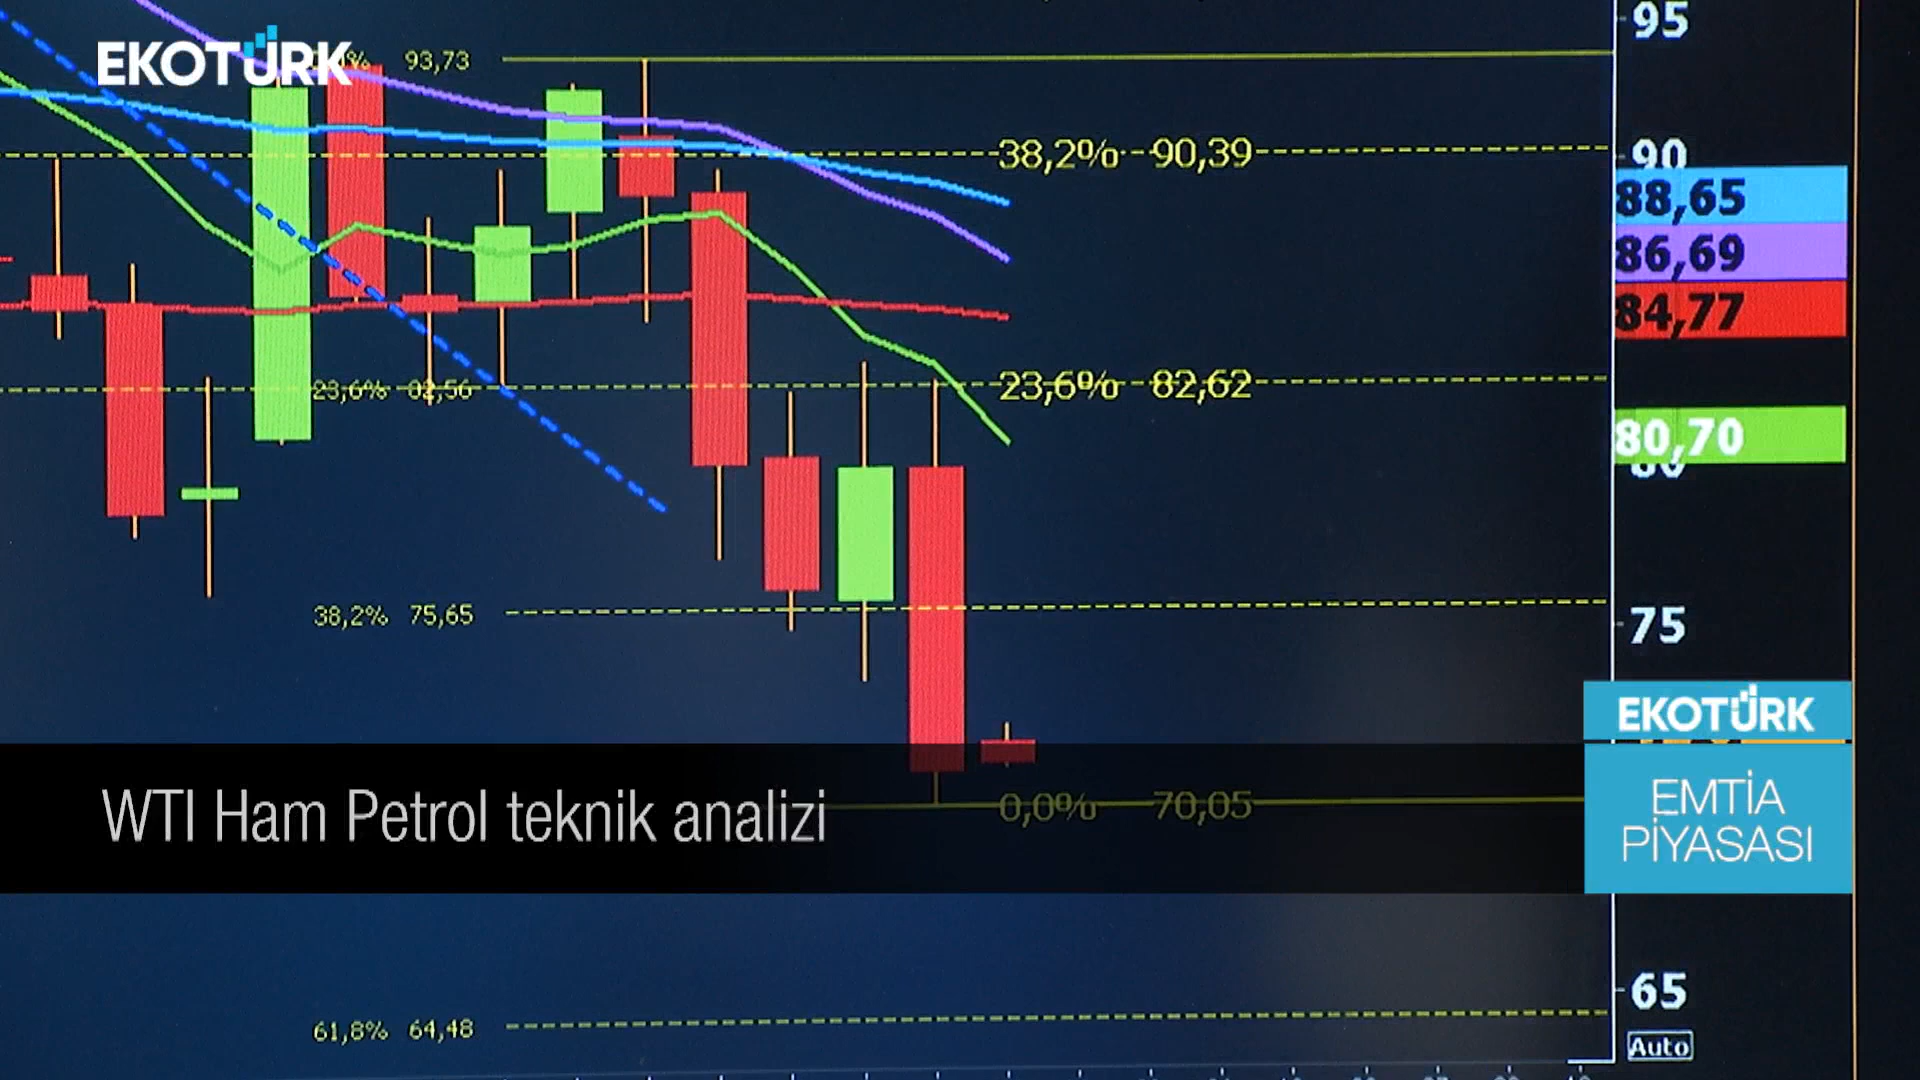 EKOTÜRK
93,73
95
38,2% 90,39
90
88,65
86,69
84,77
23,6% 82,56
23,6% 82,62
80,70
80
38,2% 75,65
75
EKOTÜRK
EMTİA
PİYASASI
WTI Ham Petrol teknik analizi
0,0% 70,05
65
61,8% 64,48
Auto